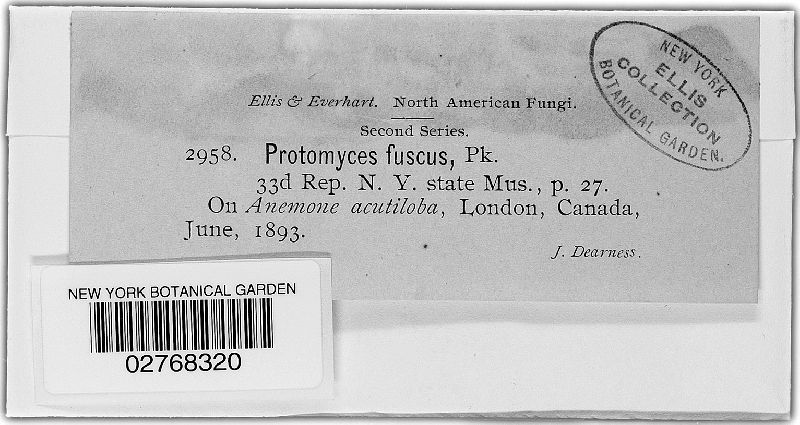 NEW YORK
ELLIS
COLLECTION
BOTANICAL GARDEN.
Ellis & Everhart. North American Fungi.
Second Series.
2958. Protomyces fuscus, Pk.
33d Rep. N. Y. state Mus., p. 27.
On Anemone acutiloba, London, Canada,
June, 1893.
J. Dearness.
NEW YORK BOTANICAL GARDEN
02768320